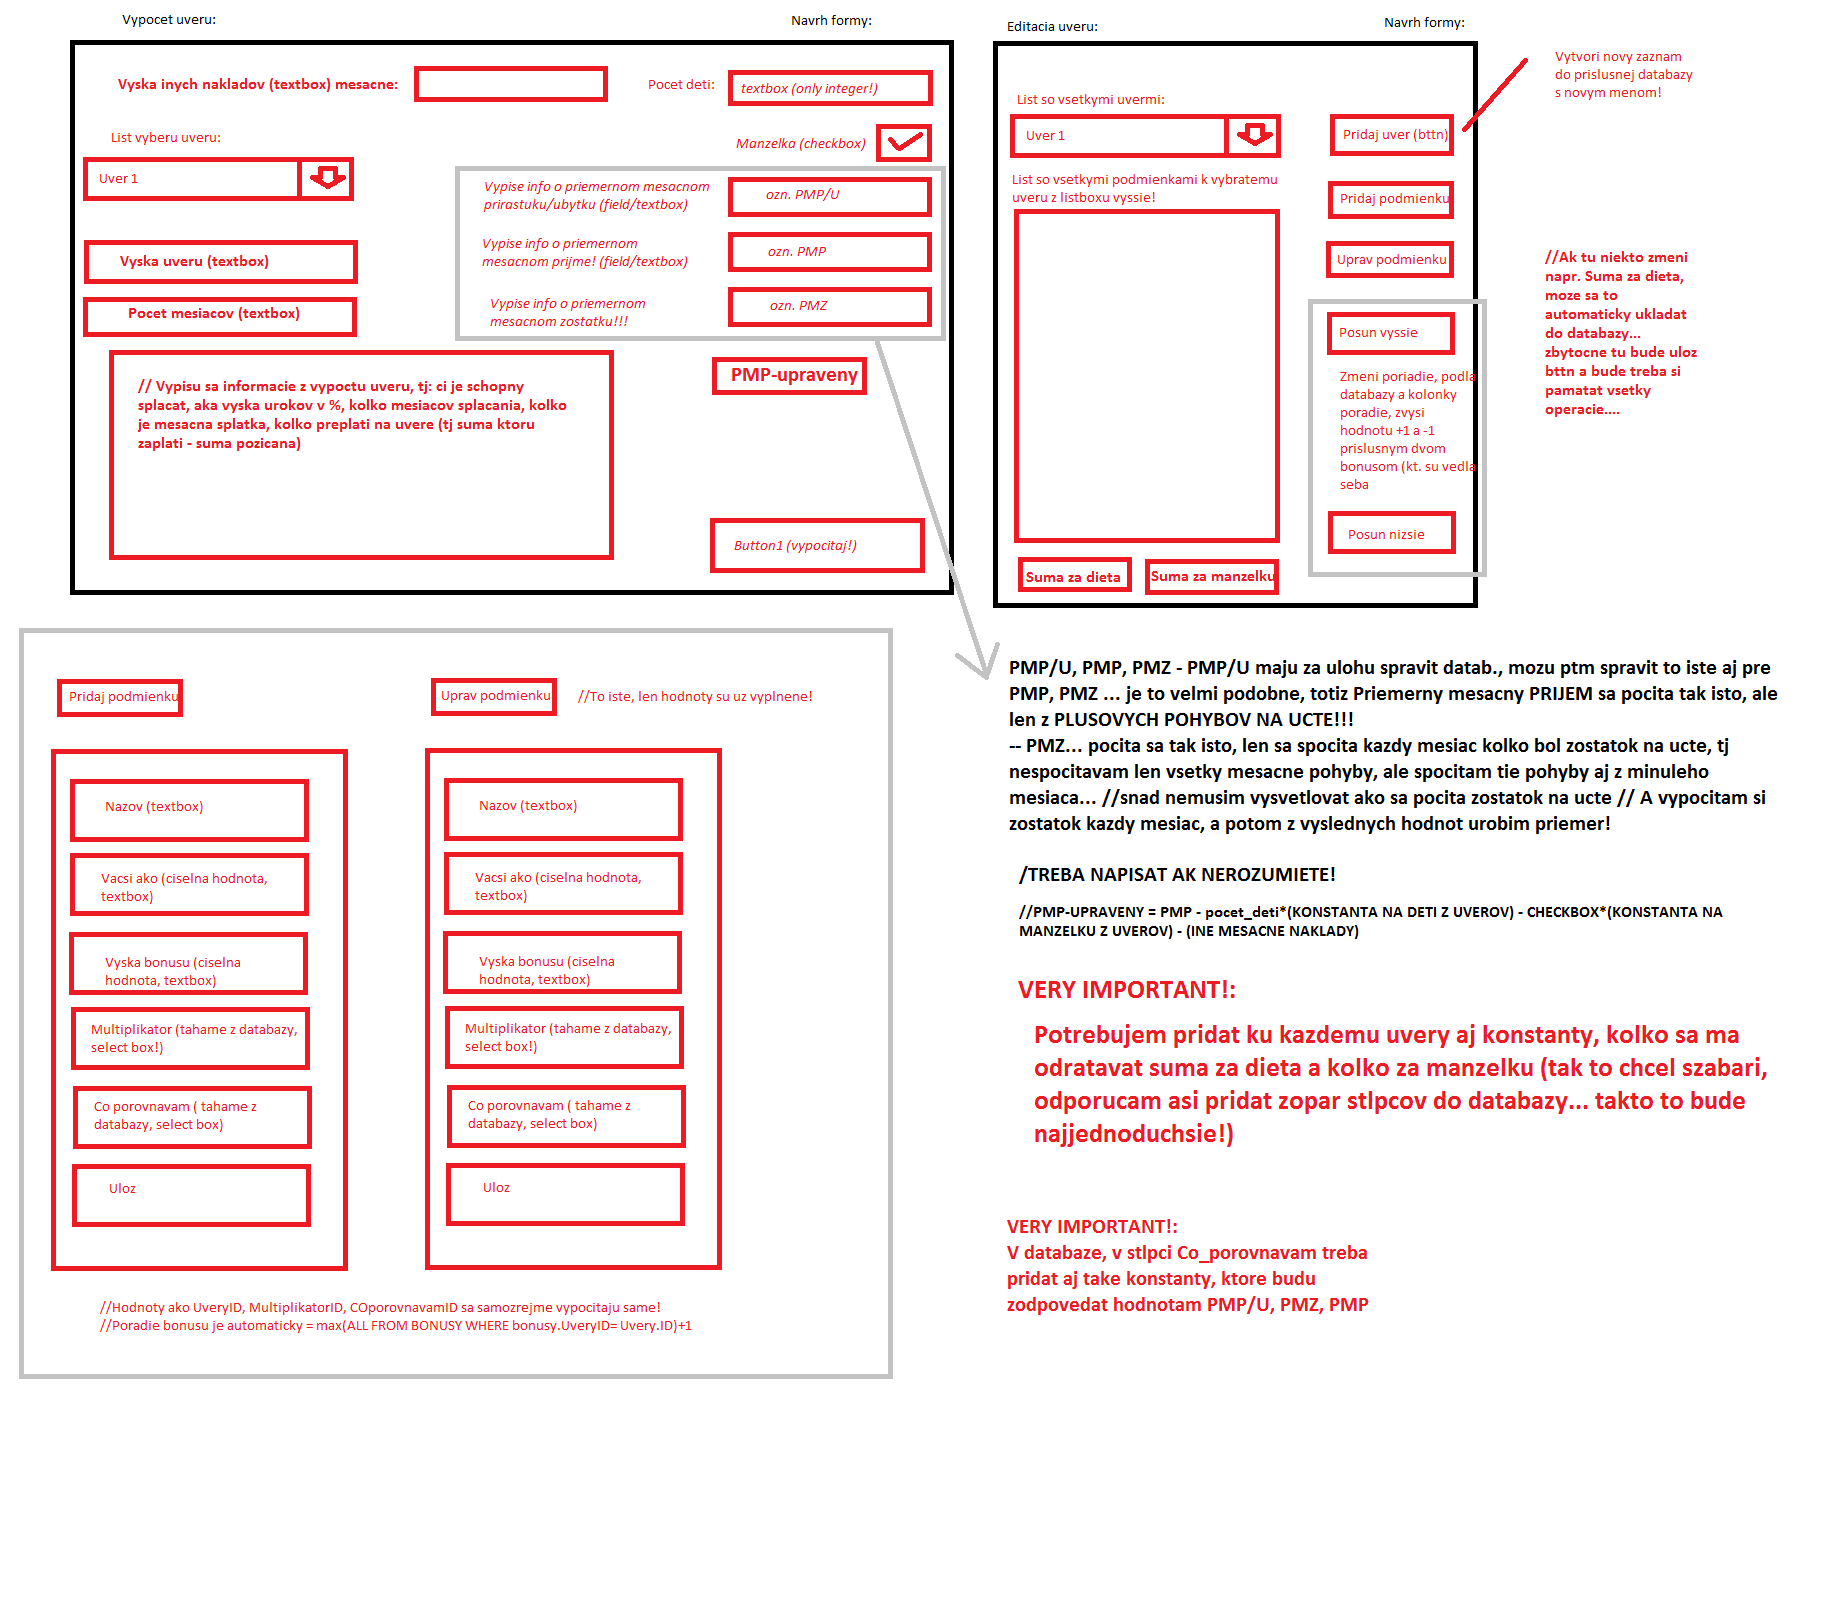 Vypocet uveru:
Navrh formy:
Vyska inych nakladov (textbox) mesacne:
Pocet deti:
textbox (only integer!)
List vyberu uveru:
Manzelka (checkbox)
Uver 1
Vypise info o priemernom mesacnom
prirastuku/ubytku (field/textbox)
ozn. PMP/U
Vyska uveru (textbox)
Vypise info o priemernom
mesacnom prijme! (field/textbox)
ozn. PMP
Pocet mesiacov (textbox)
Vypise info o priemernom
mesacnom zostatku!!!
ozn. PMZ
// Vypisu sa informacie z vypoctu uveru, tj: ci je schopny
splacat, aka vyska urokov v %, kolko mesiacov splacania, kolko
je mesacna splatka, kolko preplati na uvere (tj suma ktoru
zaplati - suma pozicana)
PMP-upraveny
Button1 (vypocitaj!)
Editacia uveru:
Navrh formy:
Vytvori novy zaznam
do prislusnej databazy
s novym menom!
List so vsetkymi uvermi:
Uver 1
Pridaj uver (bttn)
List so vsetkymi podmienkami k vybratemu
uveru z listboxu vyssie!
Pridaj podmienku
Uprav podmienku
//Ak tu niekto zmeni
napr. Suma za dieta,
moze sa to
automaticky ukladat
do databazy...
zbytocne tu bude uloz
bttn a bude treba si
pamatat vsetky
operacie....
Posun vyssie
Zmeni poriadie, podla
databazy a kolonky
poradie, zvysi
hodnotu +1 a -1
prislusnym dvom
bonusom (kt. su vedla
seba
Posun nizsie
Suma za dieta
Suma za manzelku
Pridaj podmienku
Uprav podmienku
//To iste, len hodnoty su uz vyplnene!
Nazov (textbox)
Vacsi ako (ciselna hodnota,
textbox)
Vyska bonusu (ciselna
hodnota, textbox)
Multiplikator (tahame z databazy,
select box!)
Co porovnavam ( tahame z
databazy, select box)
Uloz
Nazov (textbox)
Vacsi ako (ciselna hodnota,
textbox)
Vyska bonusu (ciselna
hodnota, textbox)
Multiplikator (tahame z databazy,
select box!)
Co porovnavam ( tahame z
databazy, select box)
Uloz
//Hodnoty ako UveryID, MultiplikatorID, COporovnavamID sa samozrejme vypocitaju same!
//Poradie bonusu je automaticky = max(ALL FROM BONUSY WHERE bonusy.UveryID= Uvery.ID)+1
PMP/U, PMP, PMZ - PMP/U maju za ulohu spravit datab., mozu ptm spravit to iste aj pre
PMP, PMZ ... je to velmi podobne, totiz Priemerny mesacny PRIJEM sa pocita tak isto, ale
len z PLUSOVYCH POHYBOV NA UCTE!!!
-- PMZ... pocita sa tak isto, len sa spocita kazdy mesiac kolko bol zostatok na ucte, tj
nespocitavam len vsetky mesacne pohyby, ale spocitam tie pohyby aj z minuleho
mesiaca... //snad nemusim vysvetlovat ako sa pocita zostatok na ucte // A vypocitam si
zostatok kazdy mesiac, a potom z vyslednych hodnot urobim priemer!
/TREBA NAPISAT AK NEROZUMIETE!
//PMP-UPRAVENY = PMP - pocet_deti*(KONSTANTA NA DETI Z UVEROV) - CHECKBOX*(KONSTANTA NA
MANZELKU Z UVEROV) - (INE MESACNE NAKLADY)
VERY IMPORTANT!:
Potrebujem pridat ku kazdemu uvery aj konstanty, kolko sa ma
odratavat suma za dieta a kolko za manzelku (tak to chcel szabari,
odporucam asi pridat zopar stlpcov do databazy... takto to bude
najjednoduchsie!)
VERY IMPORTANT!:
V databaze, v stlpci Co_porovnavam treba
pridat aj take konstanty, ktore budu
zodpovedat hodnotam PMP/U, PMZ, PMP